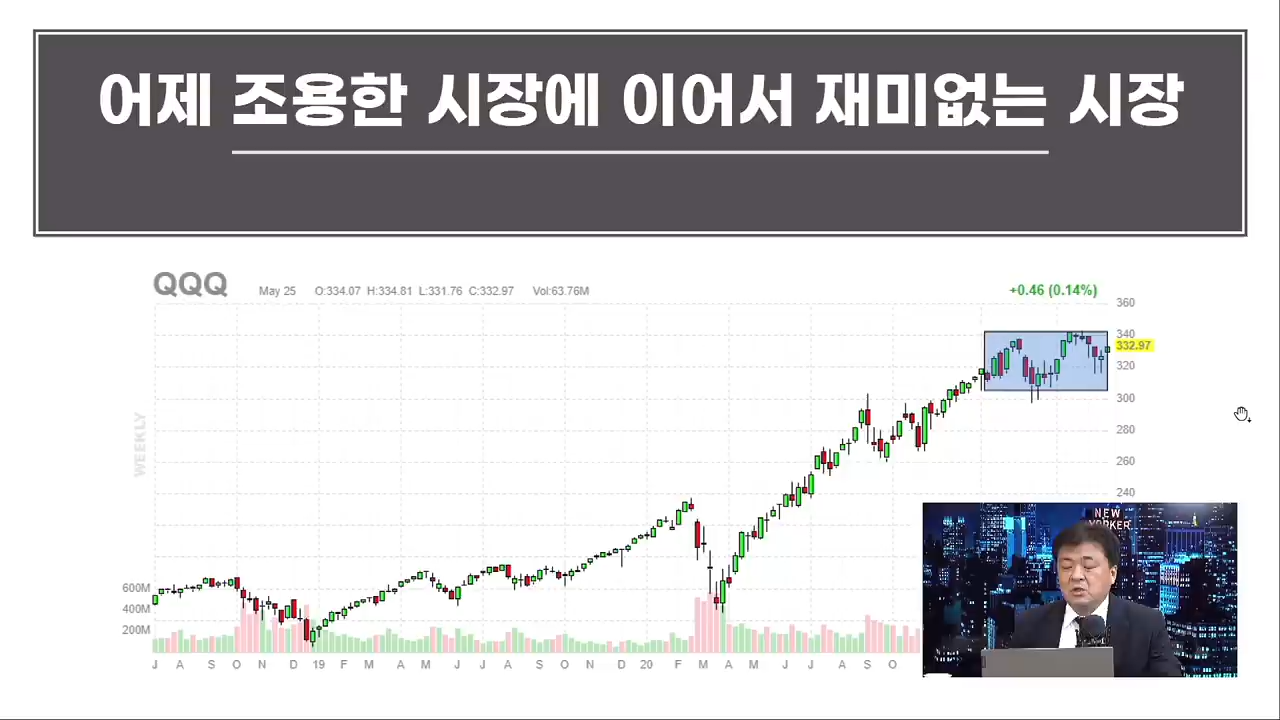 어제 조용한 시장에 이어서 재미없는 시장
QQQ May 25 O:334.07 H:334.81 L:331.76 C:332.97 Vol:63.76M +0.46 (0.14%)
360
340
332.97
320
300
280
260
240
WEEKLY
600M
400M
200M
J A S O N D 19 F M A M J J A S O N D 20 F M A M J J A S O
NEW
YORKER